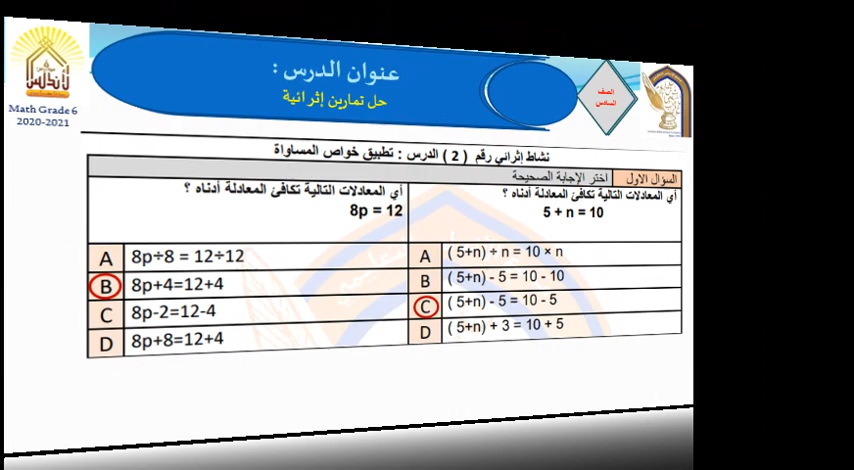 عنوان الدرس :
حل تمارين إثرائية
الصف
السادس
Math Grade 6
2020-2021
نشاط إثرائي رقم ( 2 ) الدرس : تطبيق خواص المساواة
السؤال الاول
اختر الإجابة الصحيحة
أي المعادلات التالية تكافئ المعادلة أدناه ؟
5 + n = 10
A ( 5+n) ÷ n = 10 × n
B ( 5+n) - 5 = 10 - 10
C ( 5+n) - 5 = 10 - 5
D ( 5+n) + 3 = 10 + 5
أي المعادلات التالية تكافئ المعادلة أدناه ؟
8p = 12
A 8p÷8 = 12÷12
B 8p+4=12+4
C 8p-2=12-4
D 8p+8=12+4